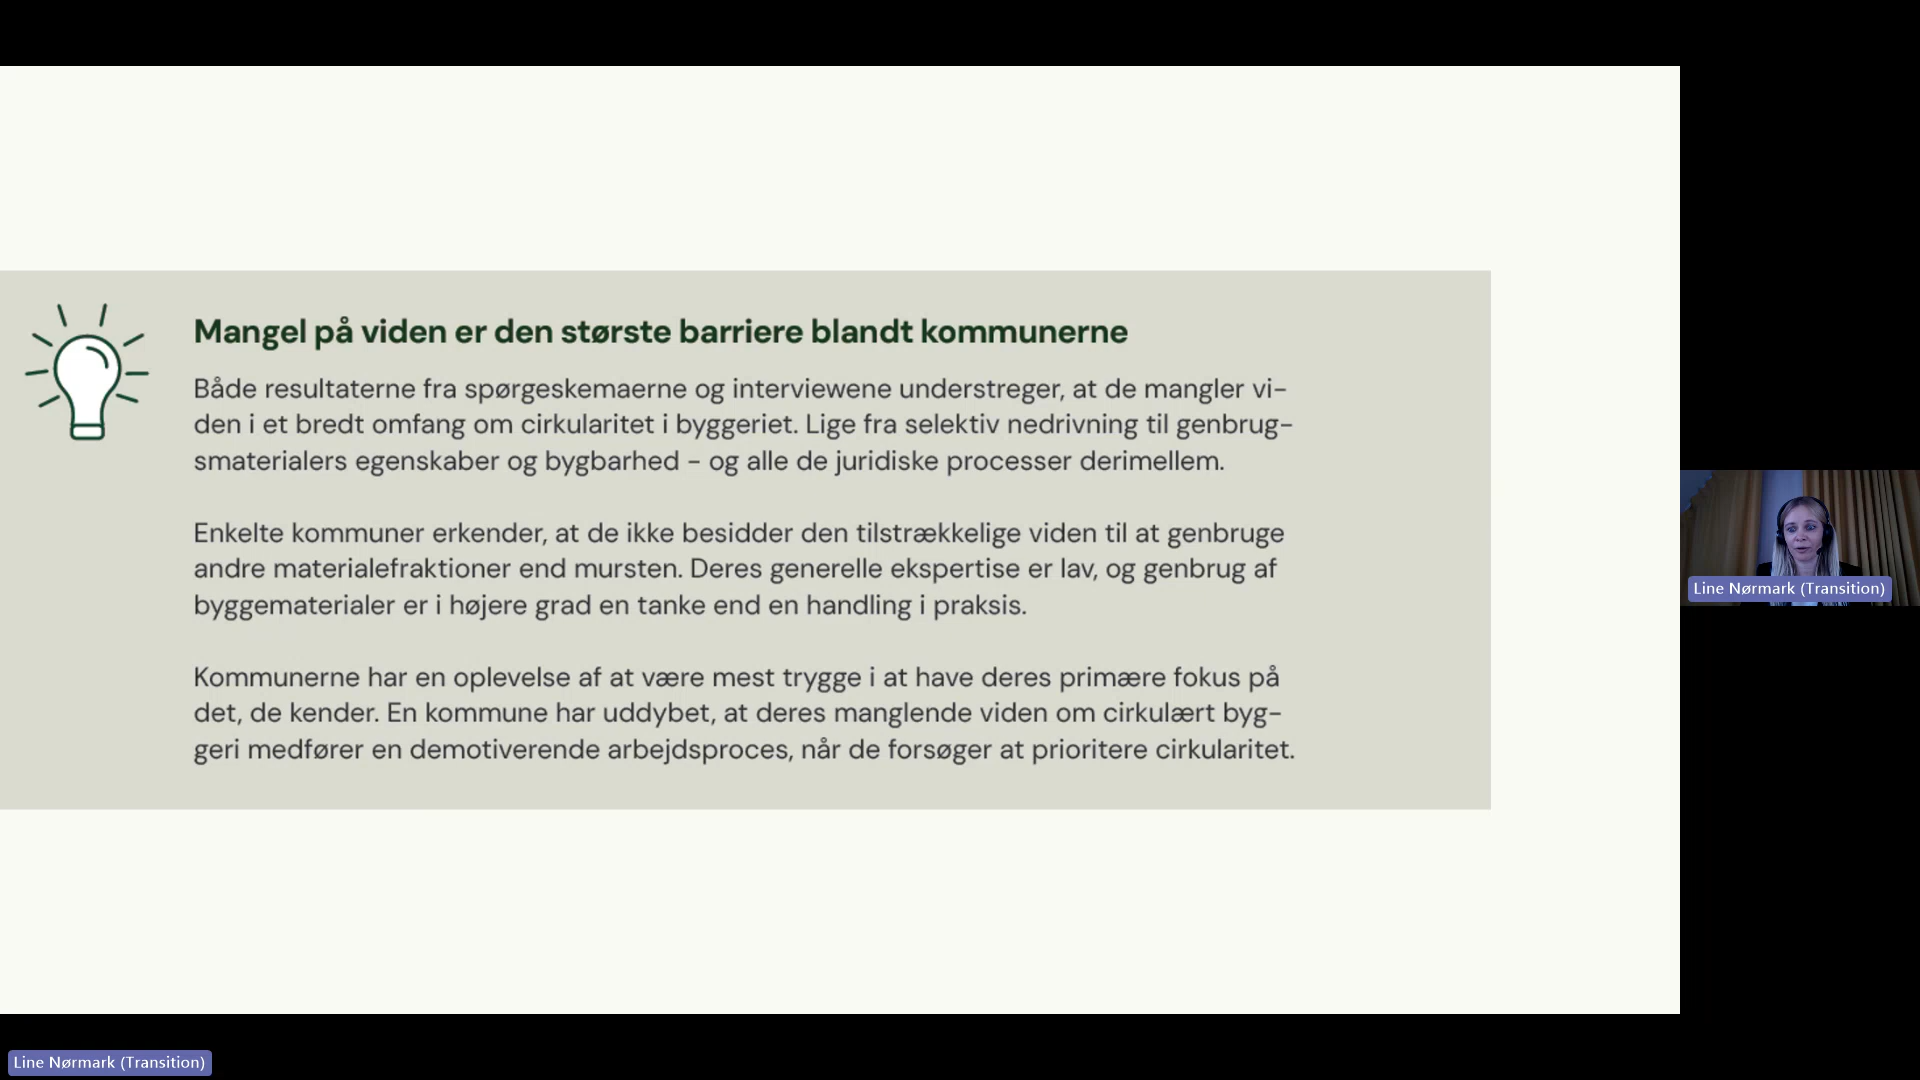 Mangel på viden er den største barriere blandt kommunerne
Både resultaterne fra spørgeskemaerne og interviewene understreger, at de mangler vi-
den i et bredt omfang om cirkularitet i byggeriet. Lige fra selektiv nedrivning til genbrug-
smaterialers egenskaber og bygbarhed - og alle de juridiske processer derimellem.
Enkelte kommuner erkender, at de ikke besidder den tilstrækkelige viden til at genbruge
andre materialefraktioner end mursten. Deres generelle ekspertise er lav, og genbrug af
byggematerialer er i højere grad en tanke end en handling i praksis.
Kommunerne har en oplevelse af at være mest trygge i at have deres primære fokus på
det, de kender. En kommune har uddybet, at deres manglende viden om cirkulært byg-
geri medfører en demotiverende arbejdsproces, når de forsøger at prioritere cirkularitet.
Line Nørmark (Transition)
Line Nørmark (Transition)